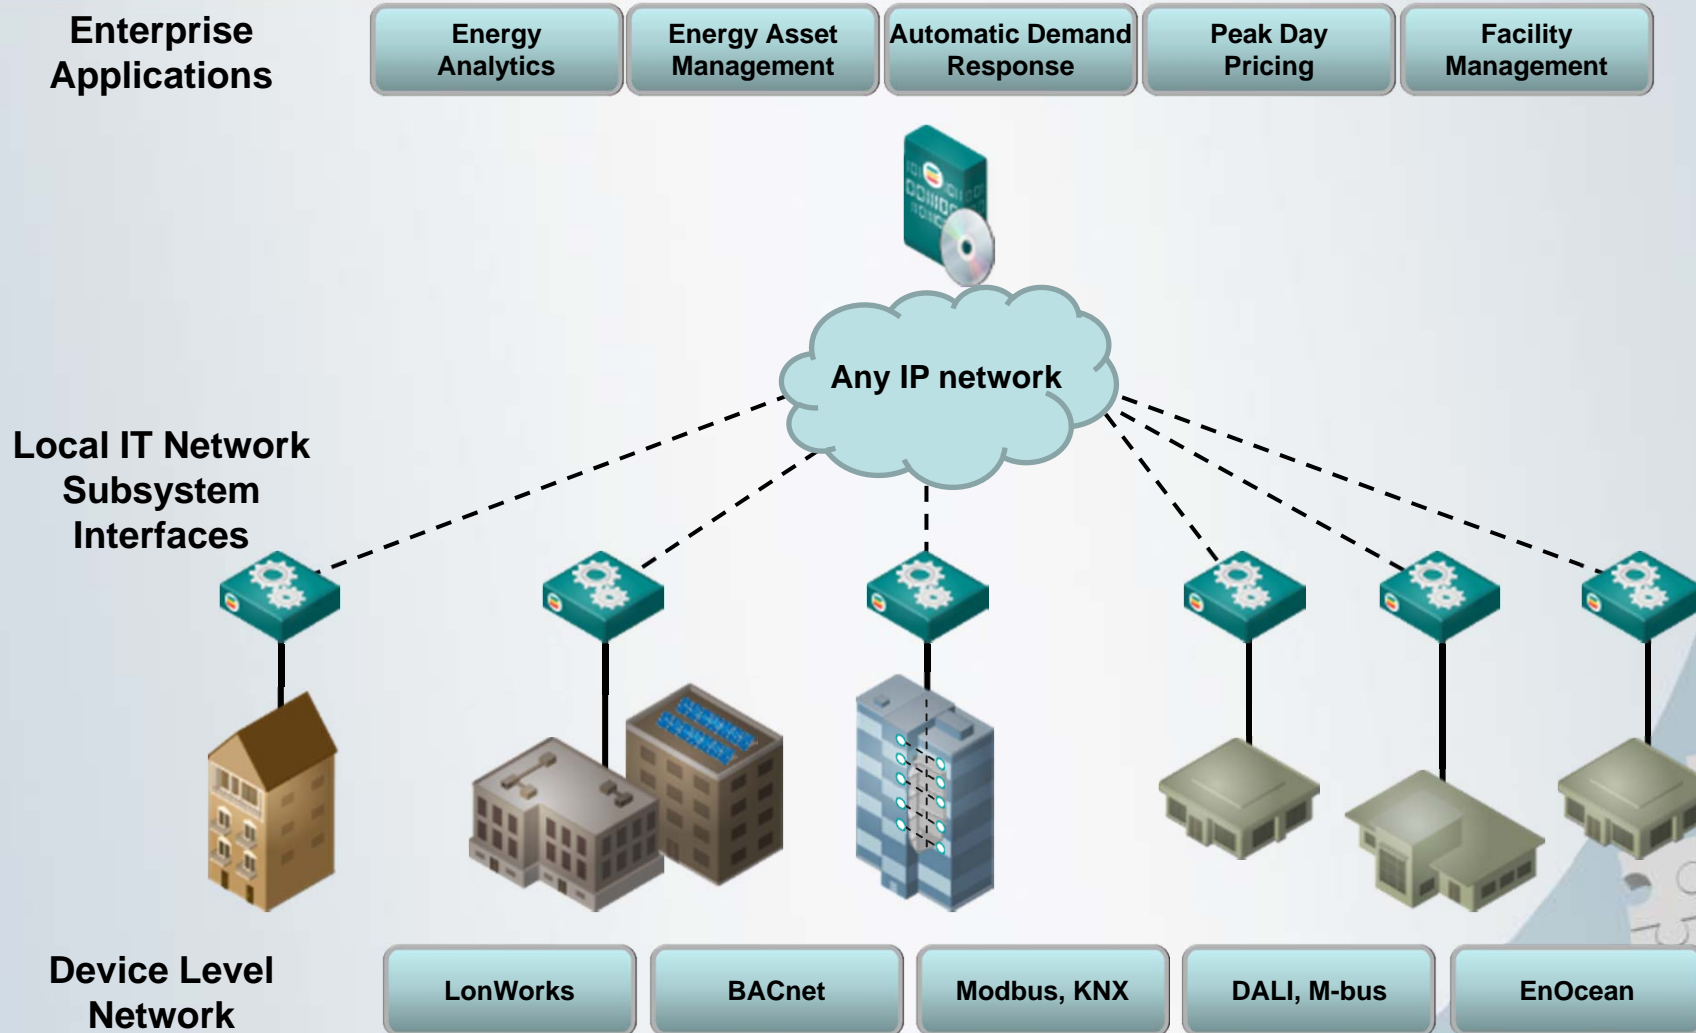 Enterprise
Applications
Energy
Analytics
Energy Asset
Management
Automatic Demand
Response
Peak Day
Pricing
Facility
Management
Any IP network
Local IT Network
Subsystem
Interfaces
Device Level
Network
LonWorks
BACnet
Modbus, KNX
DALI, M-bus
EnOcean